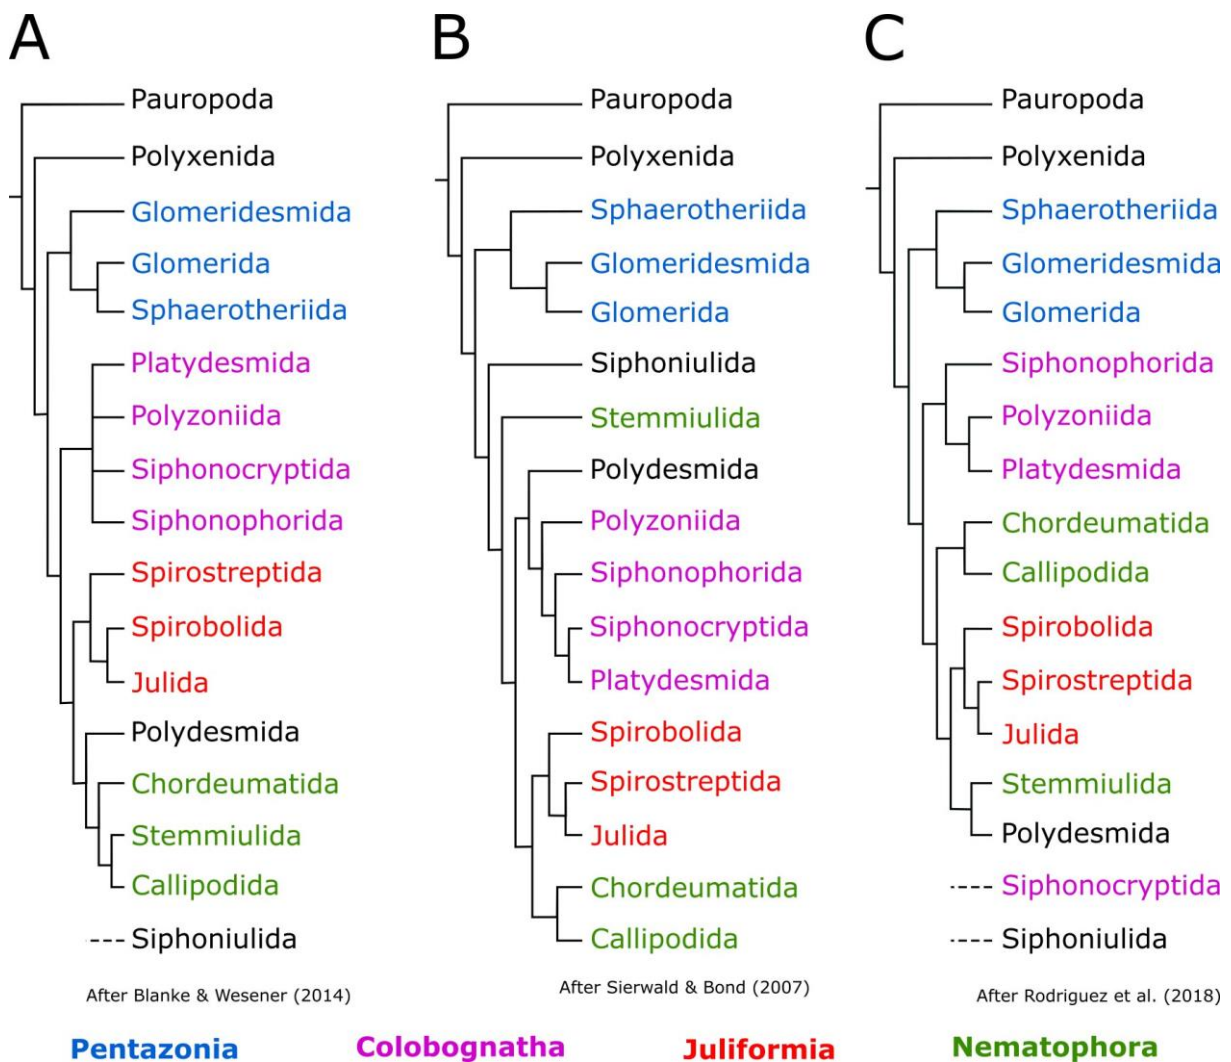 A
Pauropoda
Polyxenida
Glomeridesmida
Glomerida
Sphaerotheriida
Platydesmida
Polyzoniida
Siphonocryptida
Siphonophorida
Spirostreptida
Spirobolida
Julida
Polydesmida
Chordeumatida
Stemmiulida
Callipodida
Siphoniulida
After Blanke & Wesener (2014)
B
Pauropoda
Polyxenida
Sphaerotheriida
Glomeridesmida
Glomerida
Siphoniulida
Stemmiulida
Polydesmida
Polyzoniida
Siphonophorida
Siphonocryptida
Platydesmida
Spirobolida
Spirostreptida
Julida
Chordeumatida
Callipodida
After Sierwald & Bond (2007)
C
Pauropoda
Polyxenida
Sphaerotheriida
Glomeridesmida
Glomerida
Siphonophorida
Polyzoniida
Platydesmida
Chordeumatida
Callipodida
Spirobolida
Spirostreptida
Julida
Stemmiulida
Polydesmida
Siphonocryptida
Siphoniulida
After Rodriguez et al. (2018)
Pentazonia Colobognatha Juliformia Nematophora